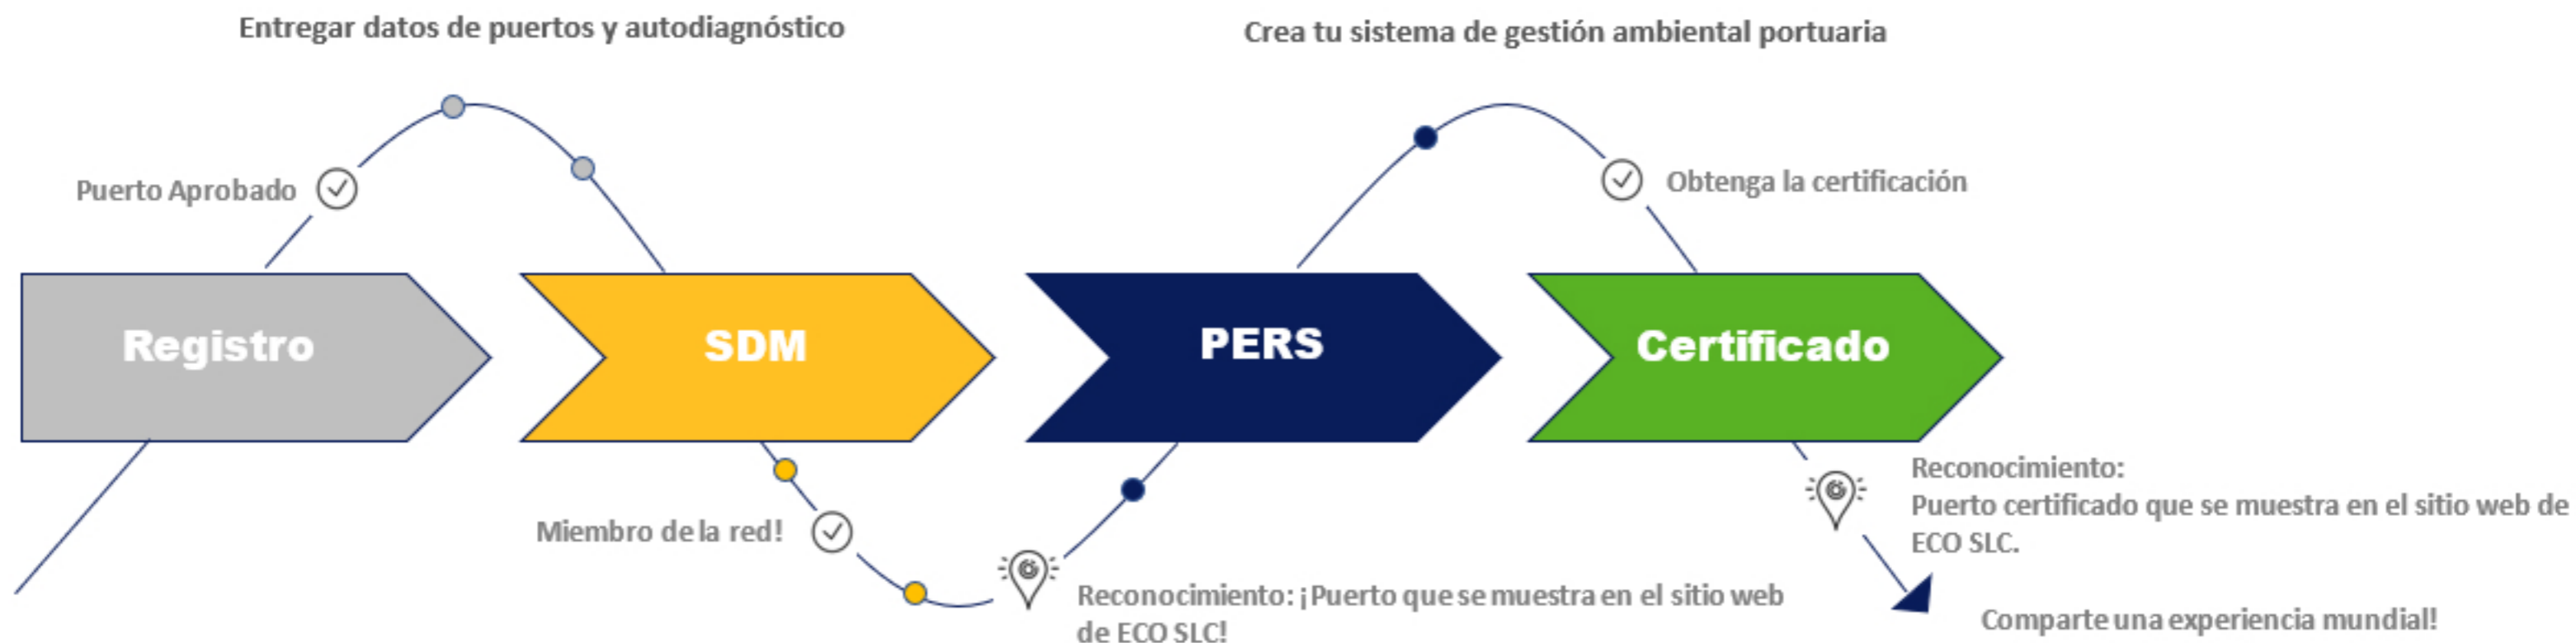 Entregar datos de puertos y autodiagnóstico
Crea tu sistema de gestión ambiental portuaria
Puerto Aprobado
Obtenga la certificación
Registro
SDM
PERS
Certificado
Miembro de la red!
Reconocimiento: ¡Puerto que se muestra en el sitio web
de ECO SLC!
Reconocimiento:
Puerto certificado que se muestra en el sitio web de
ECO SLC.
Comparte una experiencia mundial!